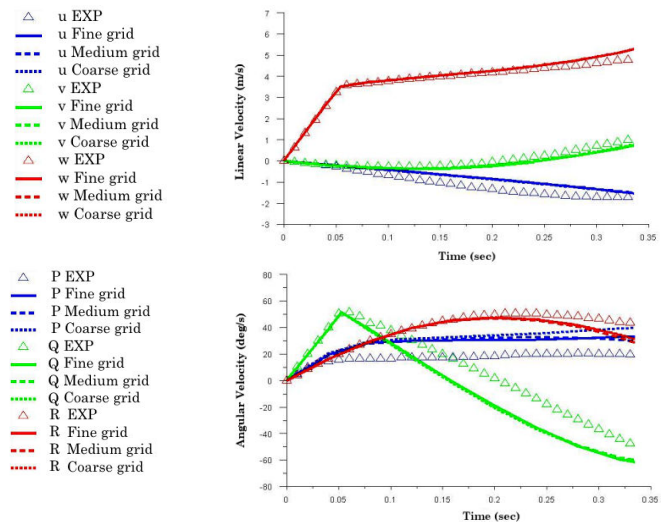 u EXP
u Fine grid
u Medium grid
u Coarse grid
v EXP
v Fine grid
v Medium grid
v Coarse grid
w EXP
w Fine grid
w Medium grid
w Coarse grid
Linear Velocity (m/s)
7
6
5
4
3
2
1
0
-1
-2
-3
0 0.05 0.1 0.15 0.2 0.25 0.3 0.35
Time (sec)
P EXP
P Fine grid
P Medium grid
P Coarse grid
Q EXP
Q Fine grid
Q Medium grid
Q Coarse grid
R EXP
R Fine grid
R Medium grid
R Coarse grid
Angular Velocity (deg/s)
80
60
40
20
0
-20
-40
-60
-80
0 0.05 0.1 0.15 0.2 0.25 0.3 0.35
Time (sec)